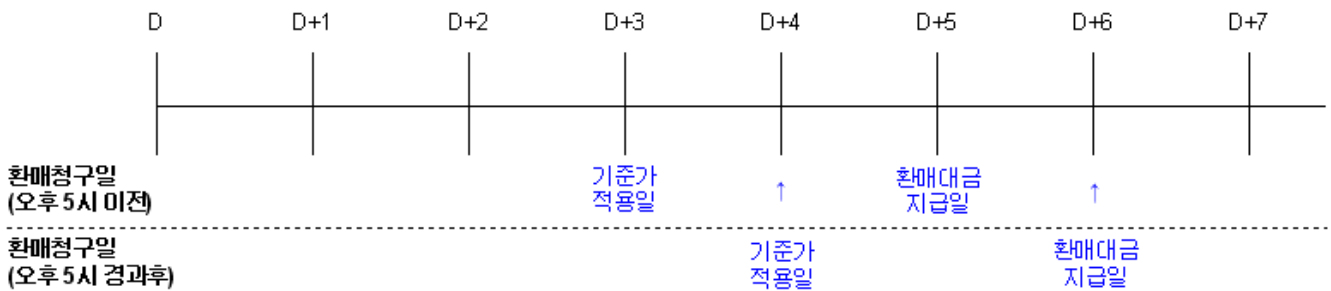 D D+1 D+2 D+3 D+4 D+5 D+6 D+7
환매청구일 기준가 환매대금
(오후 5시 이전) 적용일 ↑ 지급일 ↑
환매청구일 기준가 환매대금
(오후 5시 경과후) 적용일 지급일